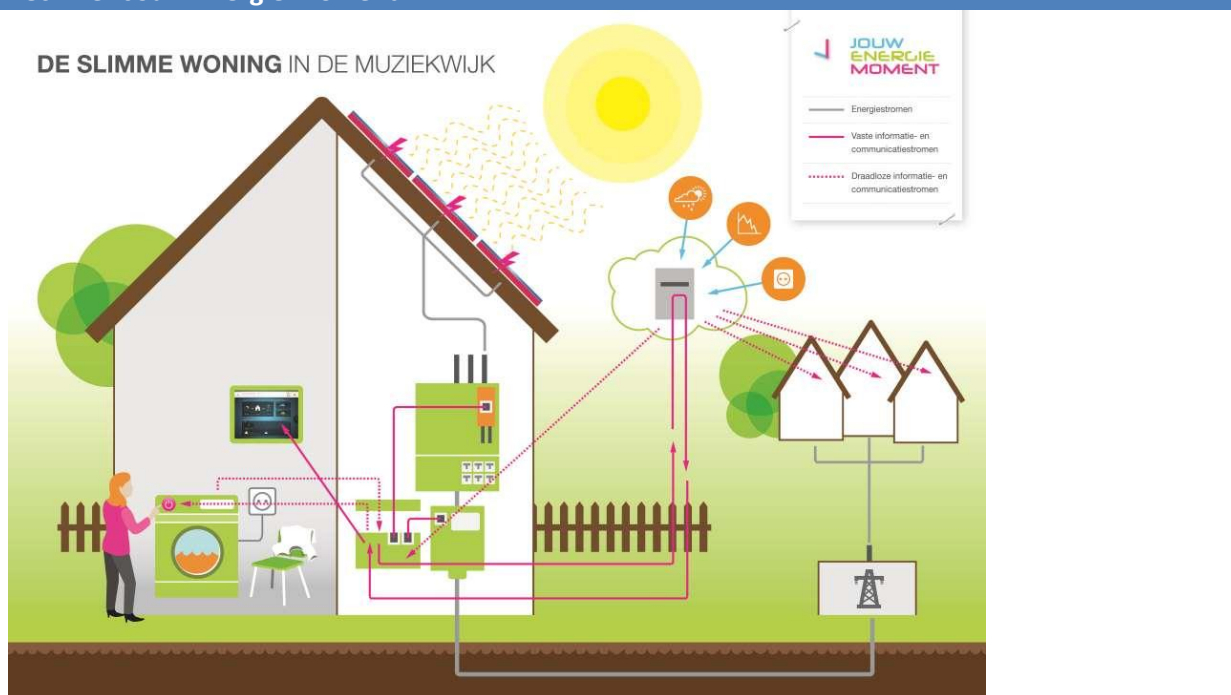 DE SLIMME WONING IN DE MUZIEKWIJK
JOUW
ENERGIE
MOMENT
Energiestromen
Vaste informatie- en
communicatiestromen
Draadloze informatie- en
communicatiestromen